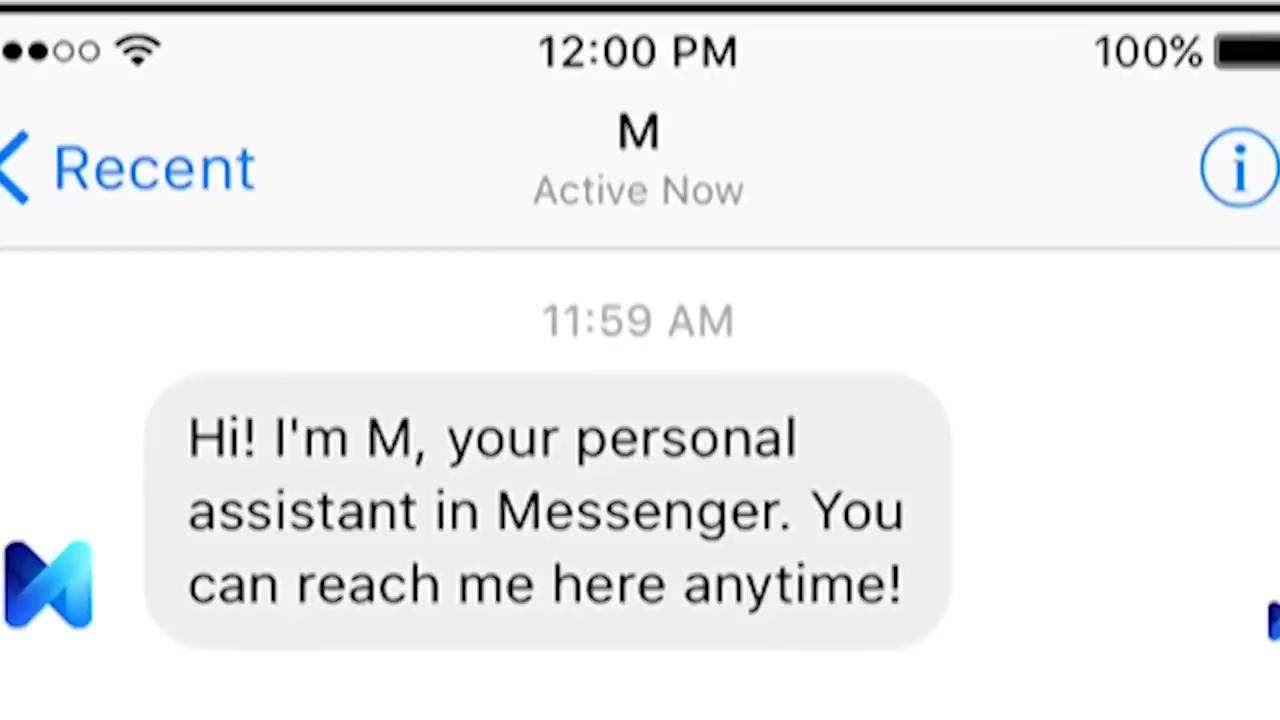 12:00 PM
100%
M
Recent
Active Now
11:59 AM
Hi! I'm M, your personal
assistant in Messenger. You
can reach me here anytime!